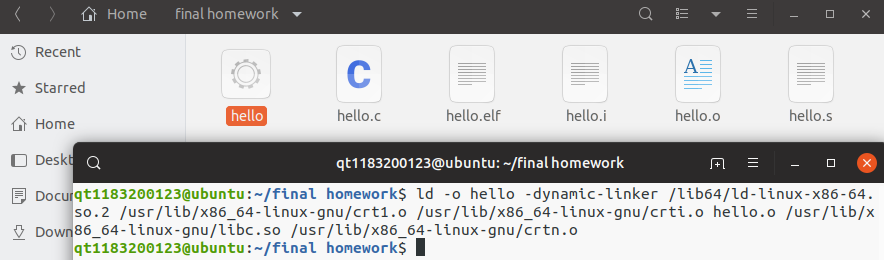 Home final homework
Recent
Starred
Home
Deskt
Docur
Down
hello hello.c hello.elf hello.i hello.o hello.s
qt1183200123@ubuntu: ~/final homework
qt1183200123@ubuntu:~/final homework$ ld -o hello -dynamic-linker /lib64/ld-linux-x86-64.
so.2 /usr/lib/x86_64-linux-gnu/crt1.o /usr/lib/x86_64-linux-gnu/crti.o hello.o /usr/lib/x
86_64-linux-gnu/libc.so /usr/lib/x86_64-linux-gnu/crtn.o
qt1183200123@ubuntu:~/final homework$